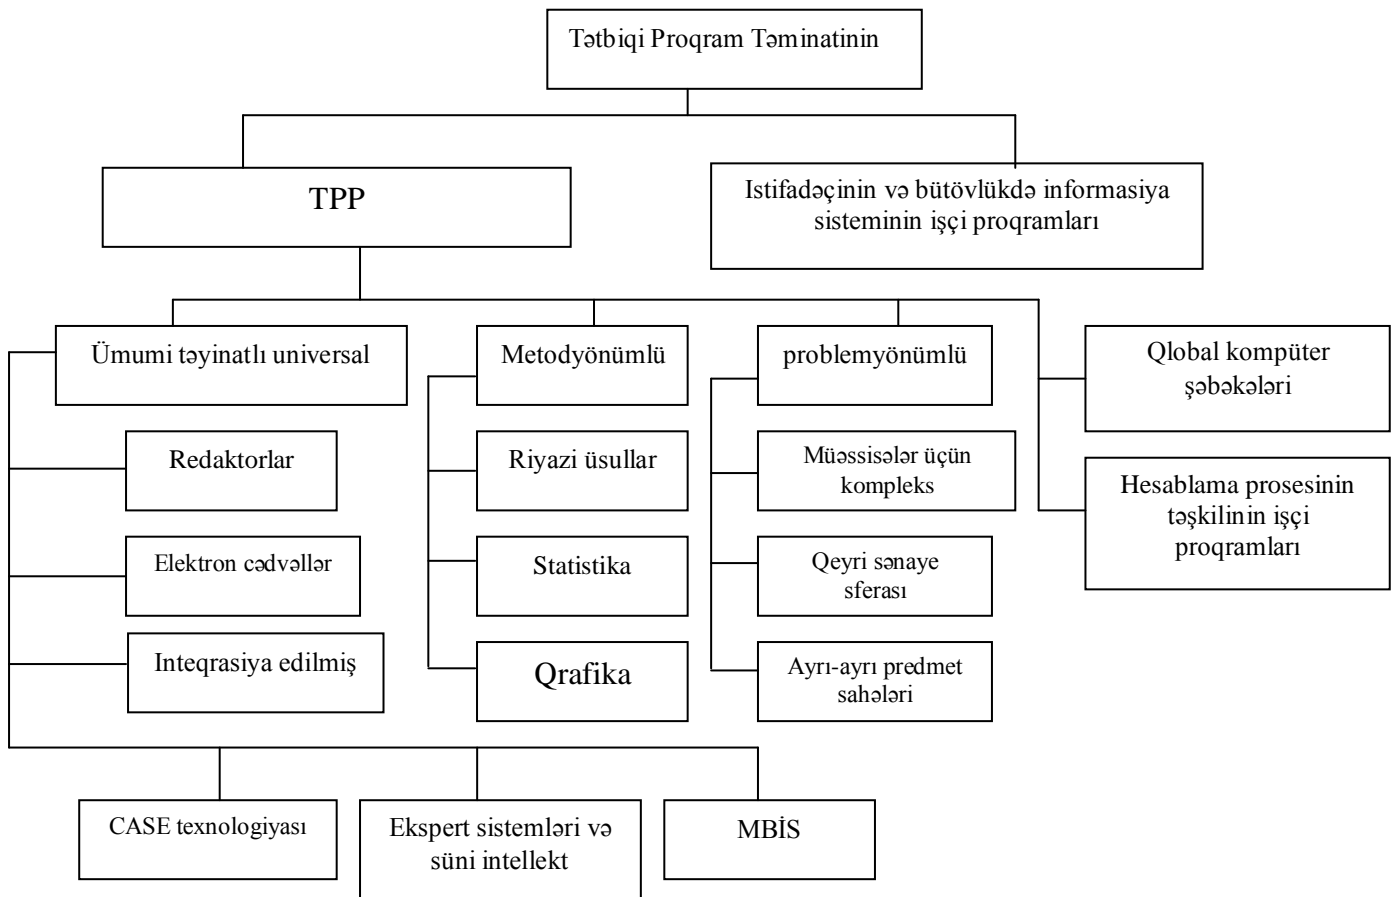 Tətbiqi Proqram Təminatinin
TPP
Istifadəçinin və bütövlükdə informasiya
sisteminin işçi proqramları
Ümumi təyinatlı universal
Metodyönümlü
problemyönümlü
Qlobal kompüter
şəbəkələri
Redaktorlar
Riyazi üsullar
Müəssisələr üçün
kompleks
Hesablama prosesinin
təşkilinin işçi
proqramları
Elektron cədvəllər
Statistika
Qeyri sənaye
sferası
Inteqrasiya edilmiş
Qrafika
Ayrı-ayrı predmet
sahələri
CASE texnologiyası
Ekspert sistemləri və
süni intellekt
MBİS